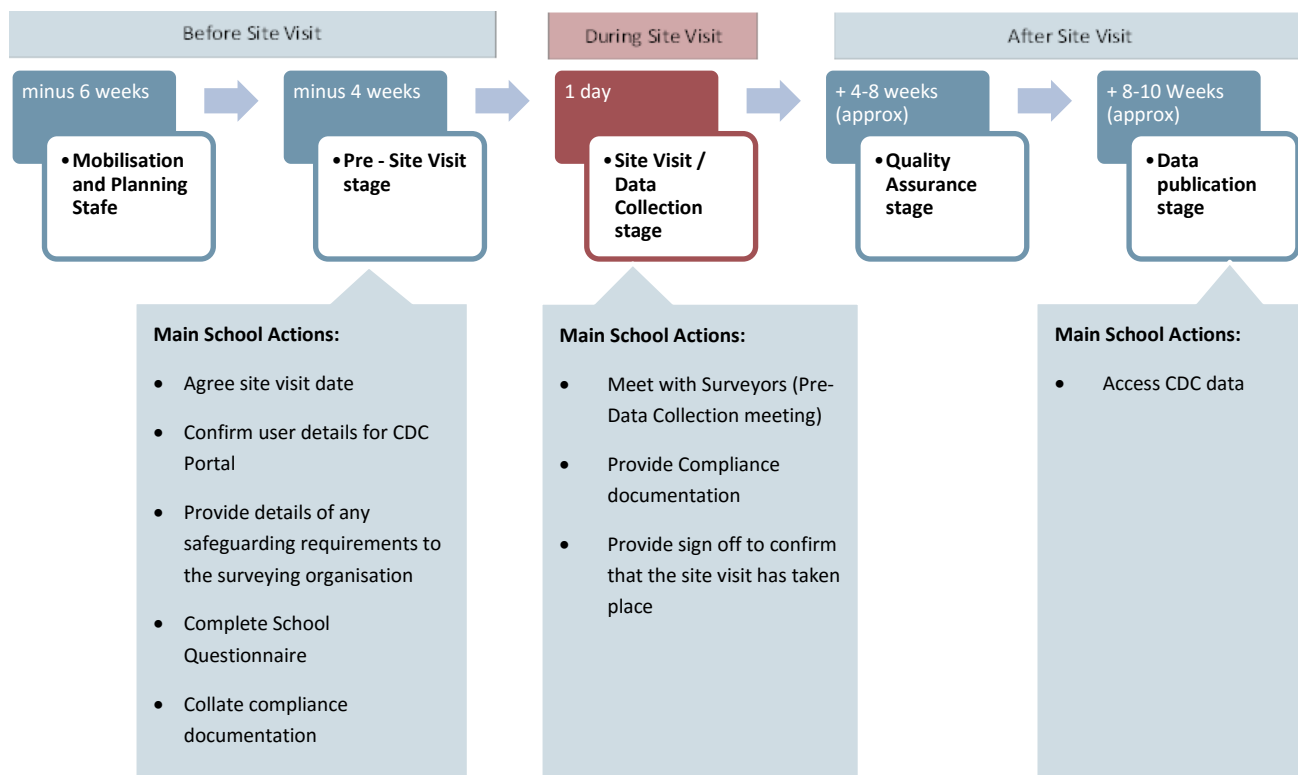 Before Site Visit
During Site Visit
After Site Visit
minus 6 weeks
•Mobilisation
and Planning
Stafe
minus 4 weeks
•Pre - Site Visit
stage
1 day
•Site Visit /
Data
Collection
stage
+ 4-8 weeks
(approx)
•Quality
Assurance
stage
+ 8-10 Weeks
(approx)
•Data
publication
stage
Main School Actions:
• Agree site visit date
• Confirm user details for CDC
Portal
• Provide details of any
safeguarding requirements to
the surveying organisation
• Complete School
Questionnaire
• Collate compliance
documentation
Main School Actions:
• Meet with Surveyors (Pre-
Data Collection meeting)
• Provide Compliance
documentation
• Provide sign off to confirm
that the site visit has taken
place
Main School Actions:
• Access CDC data